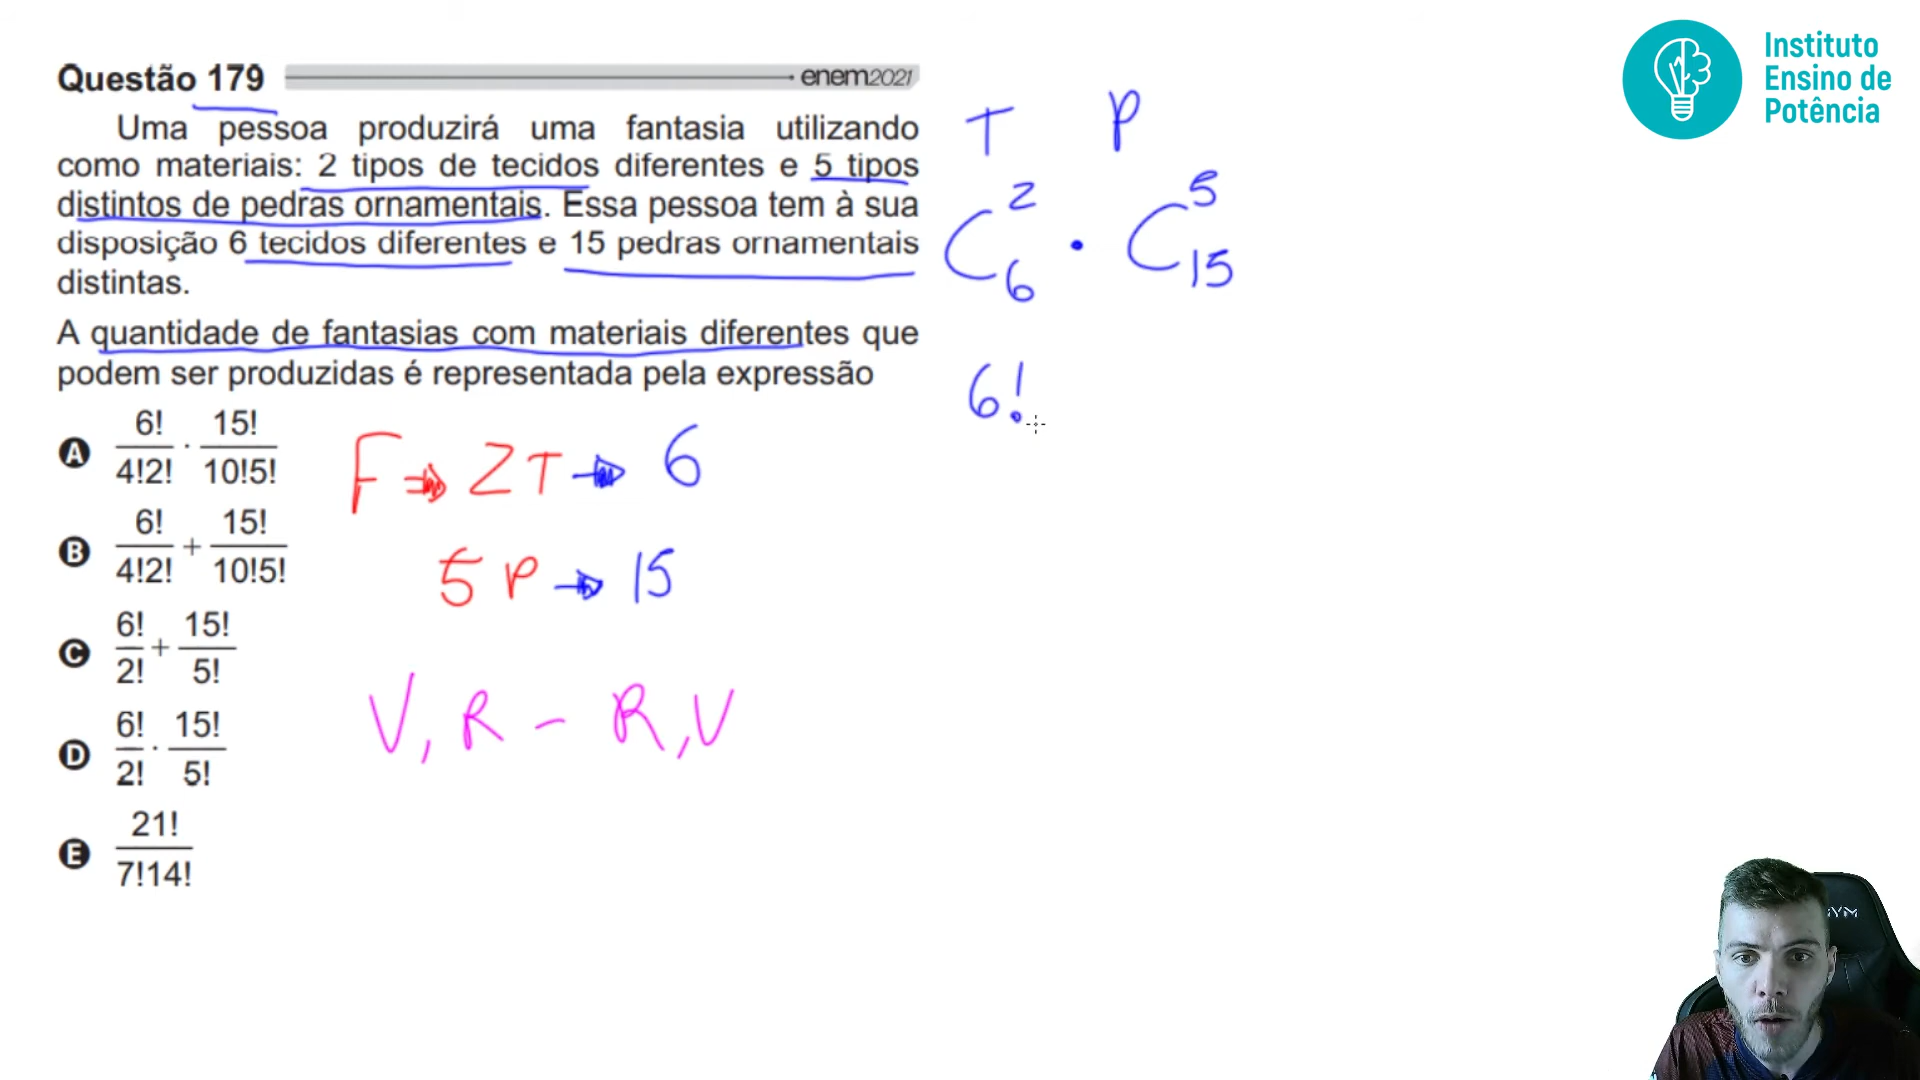 Questão 179
enem2021
Uma pessoa produzirá uma fantasia utilizando
como materiais: 2 tipos de tecidos diferentes e 5 tipos
distintos de pedras ornamentais. Essa pessoa tem à sua
disposição 6 tecidos diferentes e 15 pedras ornamentais
distintas.
A quantidade de fantasias com materiais diferentes que
podem ser produzidas é representada pela expressão
A 6!/4!2! · 15!/10!5!
B 6!/4!2! + 15!/10!5!
C 6!/2! + 15!/5!
D 6!/2! · 15!/5!
E 21!/7!14!
F → 2T → 6
5 P → 15
V, R – R, V
T P
C 2 6 · C 5 15
6!
Instituto
Ensino de
Potência
GYM